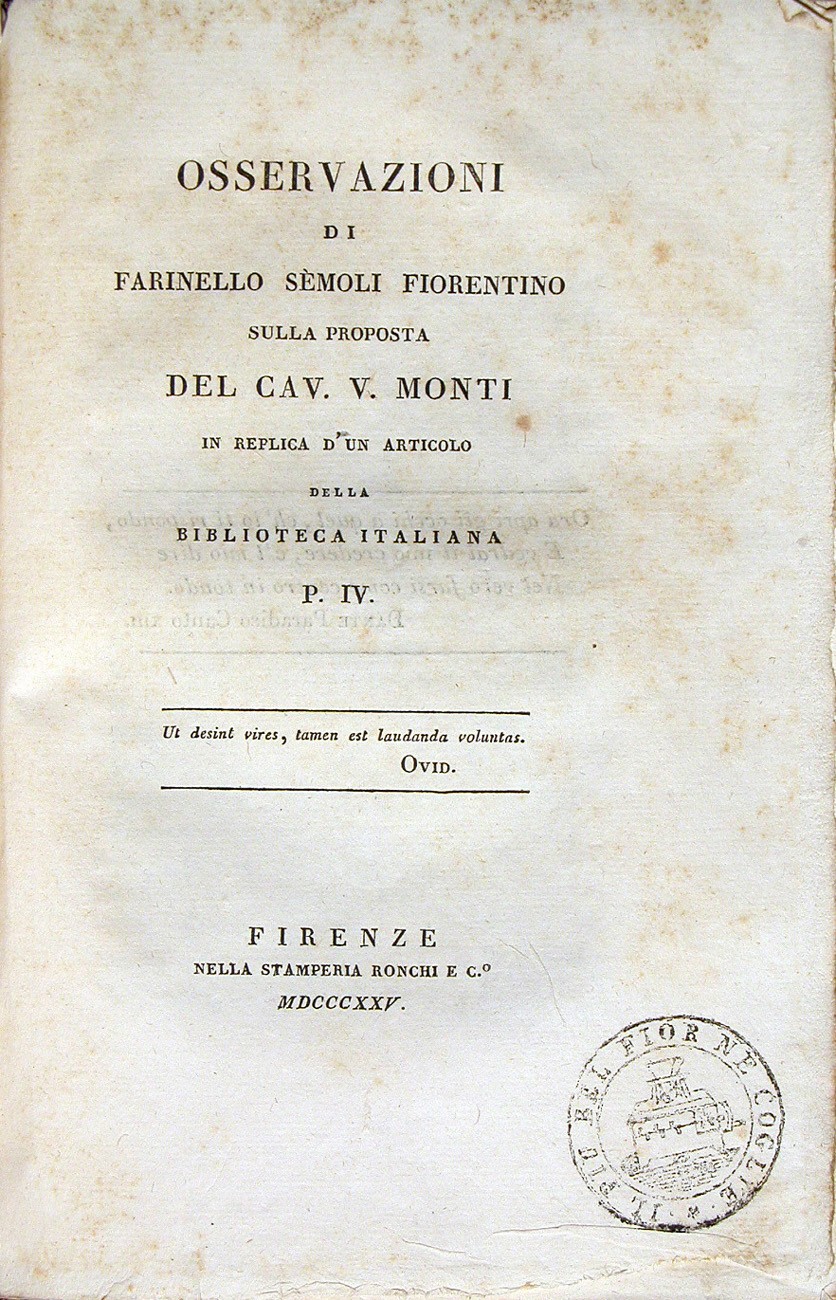 OSSERVAZIONI
DI
FARINELLO SÈMOLI FIORENTINO
SULLA PROPOSTA
DEL CAV. V. MONTI
IN REPLICA D'UN ARTICOLO
DELLA
BIBLIOTECA ITALIANA
P. IV.
Ut desint vires, tamen est laudanda voluntas.
OVID.
FIRENZE
NELLA STAMPERIA RONCHI E C.º
MDCCCXXV.
IL PIU BEL FIOR NE COGLIE